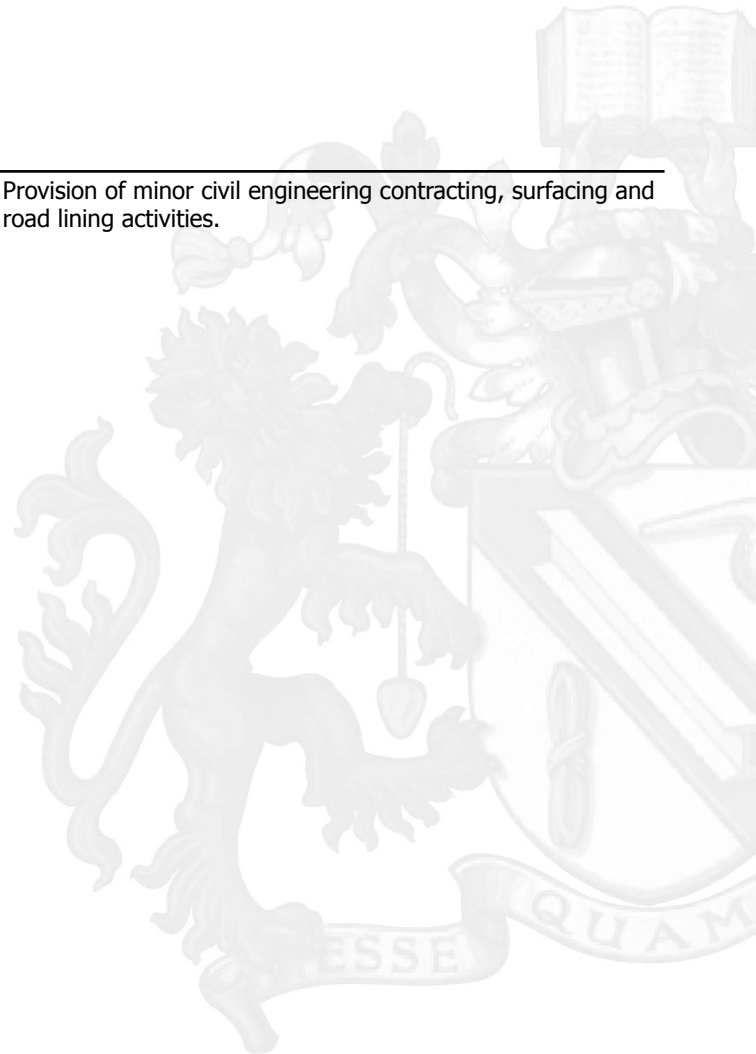 Provision of minor civil engineering contracting, surfacing and
road lining activities.
ESSE
QUAM